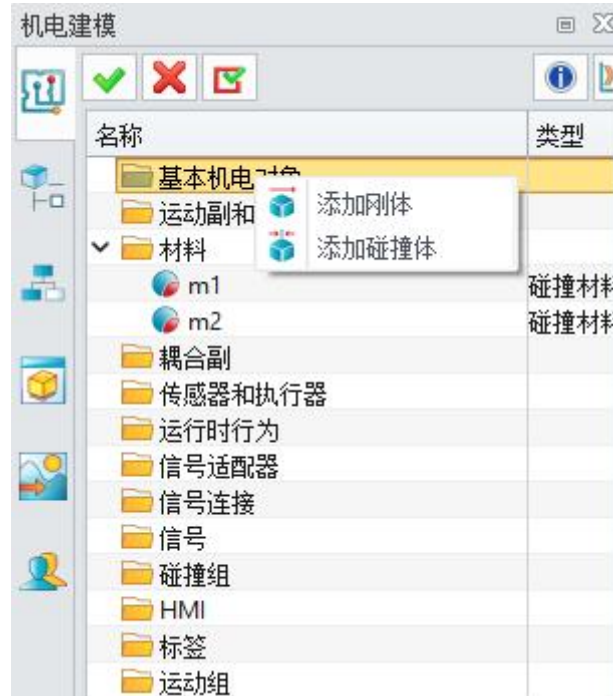 机电建模
名称 类型
基本机电
添加刚体
运动副和
添加碰撞体
材料
m1 碰撞材料
m2 碰撞材料
耦合副
传感器和执行器
运行时行为
信号适配器
信号连接
信号
碰撞组
HMI
标签
运动组